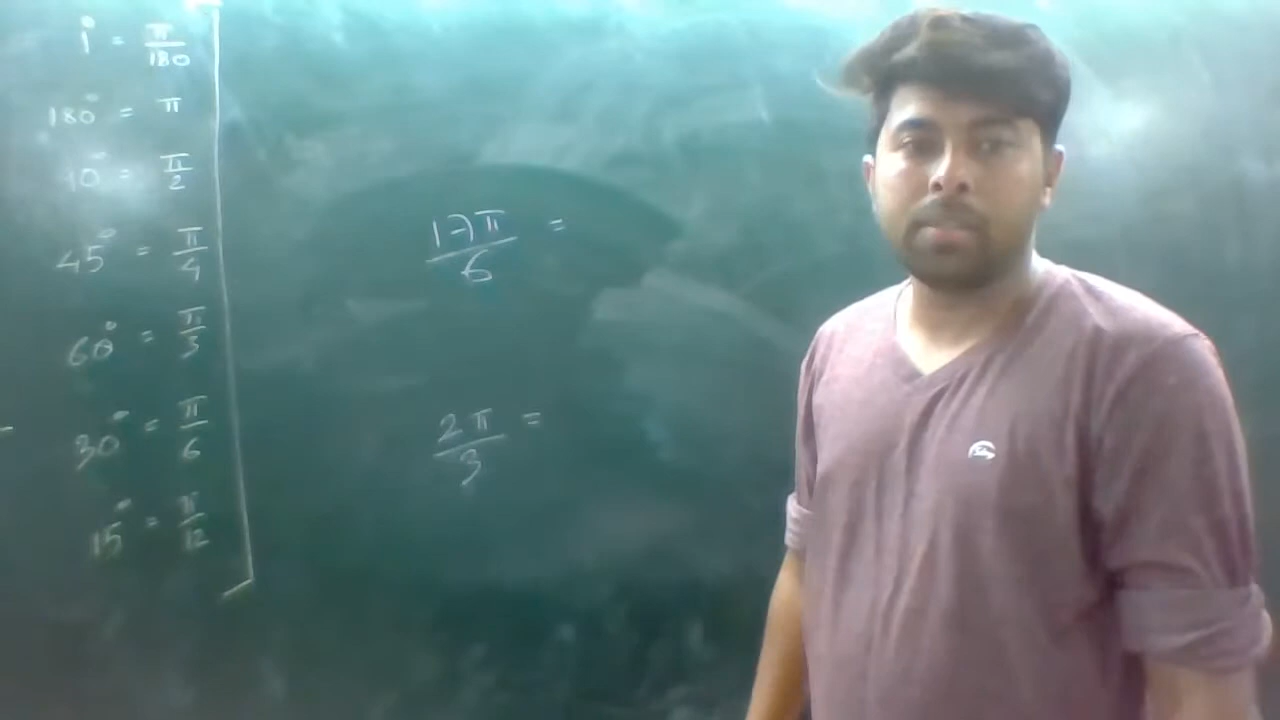 1° = π/180
180° = π
90° = π/2
45° = π/4
60° = π/3
30° = π/6
15° = π/12
17π/6 =
2π/3 =